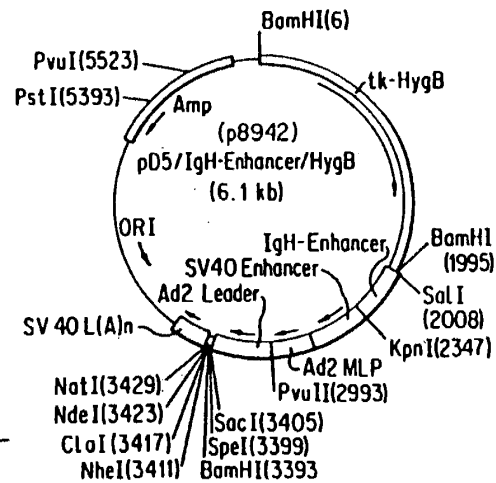 BamHI(6)
PvuI(5523)
PstI(5393)
tk-HygB
Amp
(p8942)
pD5/IgH-Enhancer/HygB
(6.1 kb)
ORI
IgH-Enhancer
BamHI
(1995)
SV40 Enhancer
SalI
(2008)
Ad2 Leader
SV 40 L(A)n
KpnI(2347)
Ad2 MLP
NatI(3429)
PvuII(2993)
NdeI(3423)
SacI(3405)
ClaI(3417)
SpeI(3399)
NheI(3411)
BamHI(3393